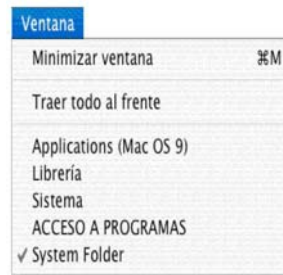 Ventana
Minimizar ventana ⌘M
Traer todo al frente
Applications (Mac OS 9)
Librería
Sistema
ACCESO A PROGRAMAS
✓ System Folder